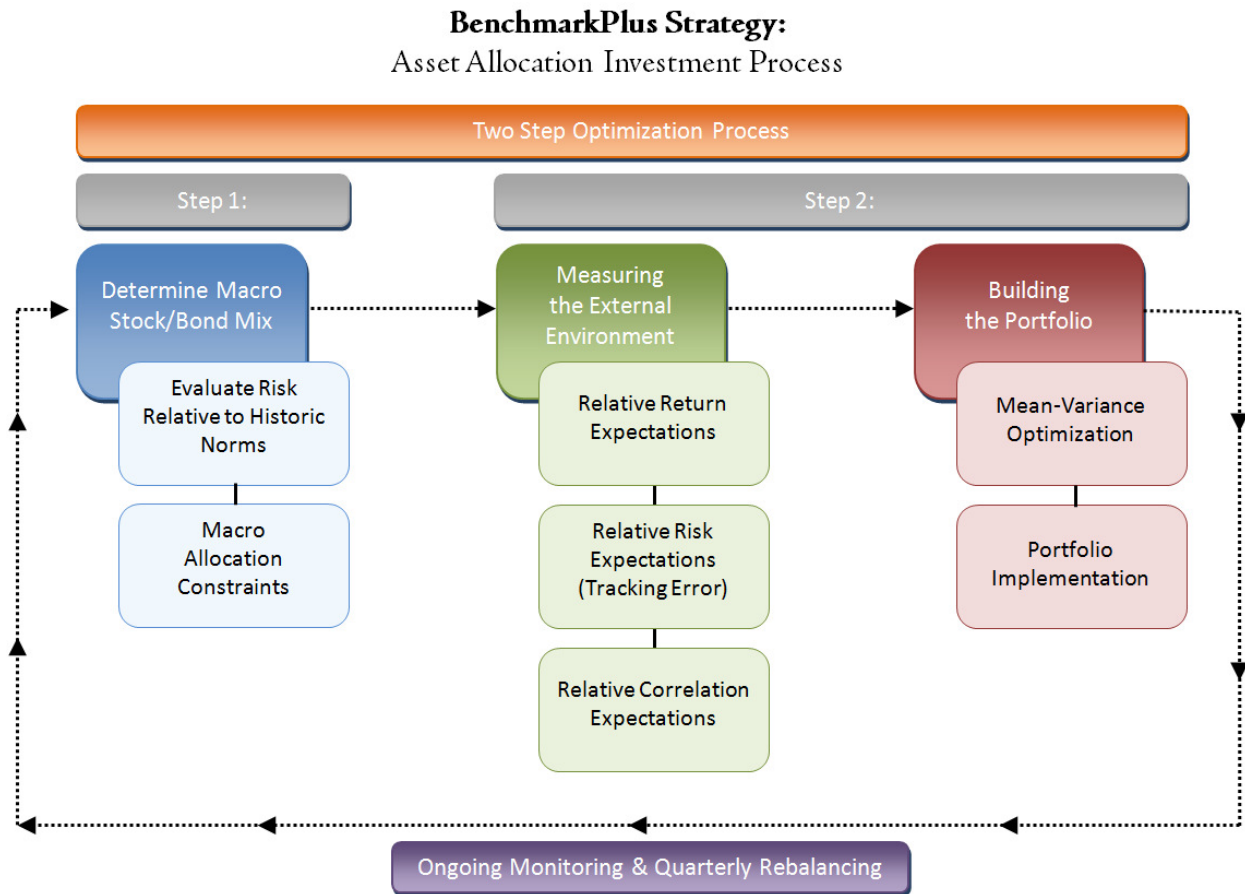 BenchmarkPlus Strategy:
Asset Allocation Investment Process
Two Step Optimization Process
Step 1:
Step 2:
Determine Macro
Stock/Bond Mix
Evaluate Risk
Relative to Historic
Norms
Macro
Allocation
Constraints
Measuring
the External
Environment
Relative Return
Expectations
Relative Risk
Expectations
(Tracking Error)
Relative Correlation
Expectations
Building
the Portfolio
Mean-Variance
Optimization
Portfolio
Implementation
Ongoing Monitoring & Quarterly Rebalancing